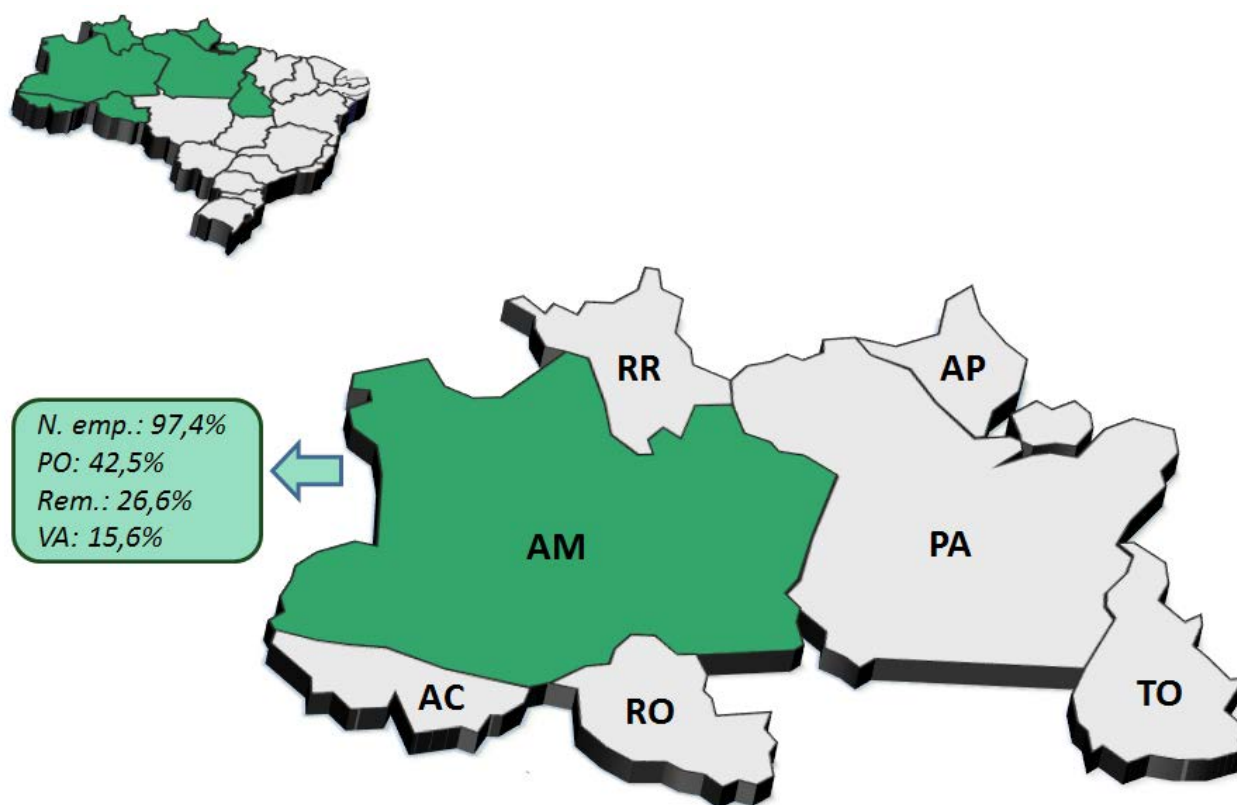 RR
AP
N. emp.: 97,4%
PO: 42,5%
Rem.: 26,6%
VA: 15,6%
AM
PA
AC
RO
TO